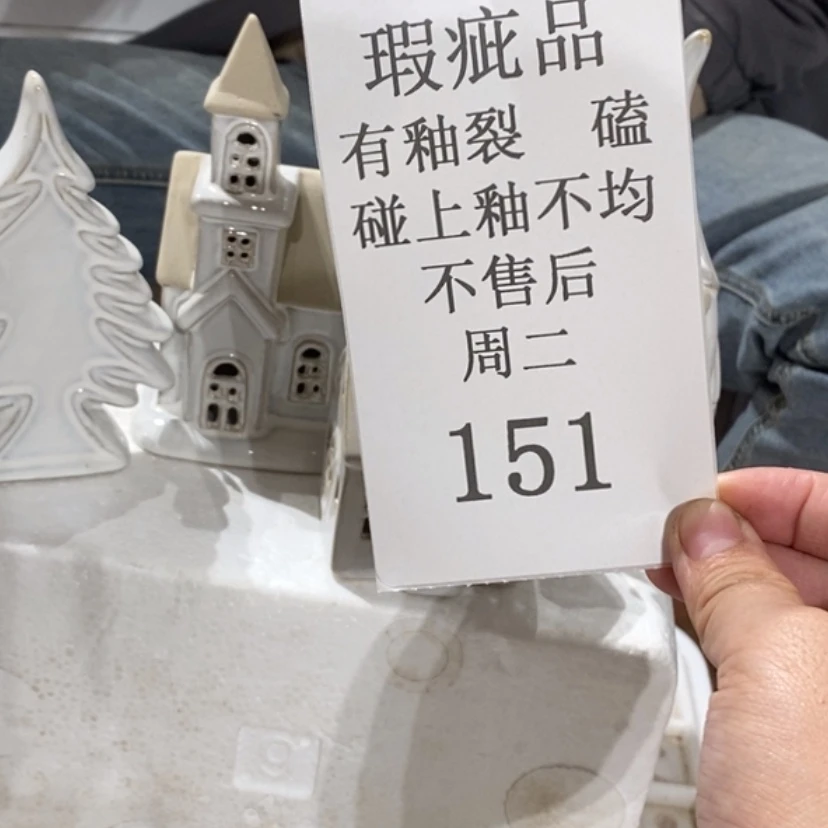 瑕疵品
有釉裂 磕
碰上釉不均
不售后
周二
151